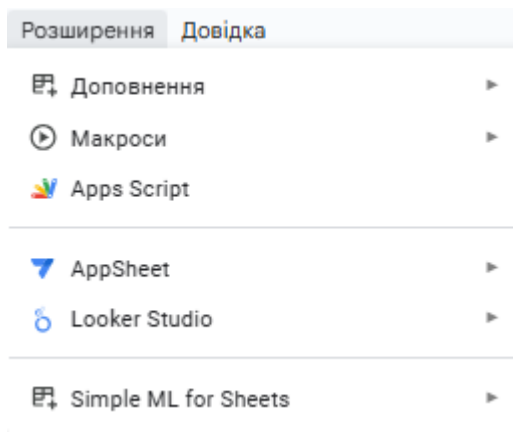 Розширення Довідка
Доповнення
Макроси
Apps Script
AppSheet
Looker Studio
Simple ML for Sheets